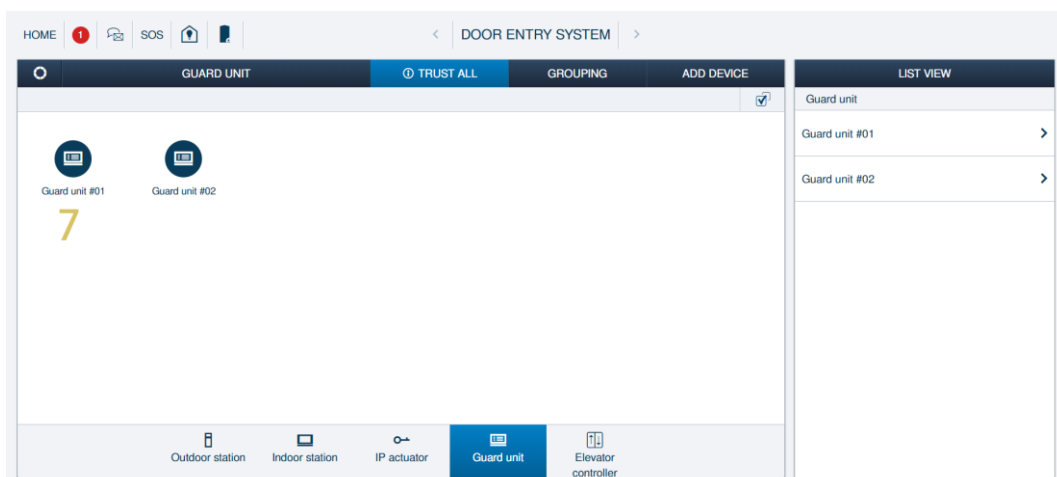 HOME 1 SOS < DOOR ENTRY SYSTEM >
GUARD UNIT TRUST ALL GROUPING ADD DEVICE LIST VIEW
Guard unit
Guard unit #01
Guard unit #02
Guard unit #01 Guard unit #02
7
Outdoor station Indoor station IP actuator Guard unit Elevator
controller